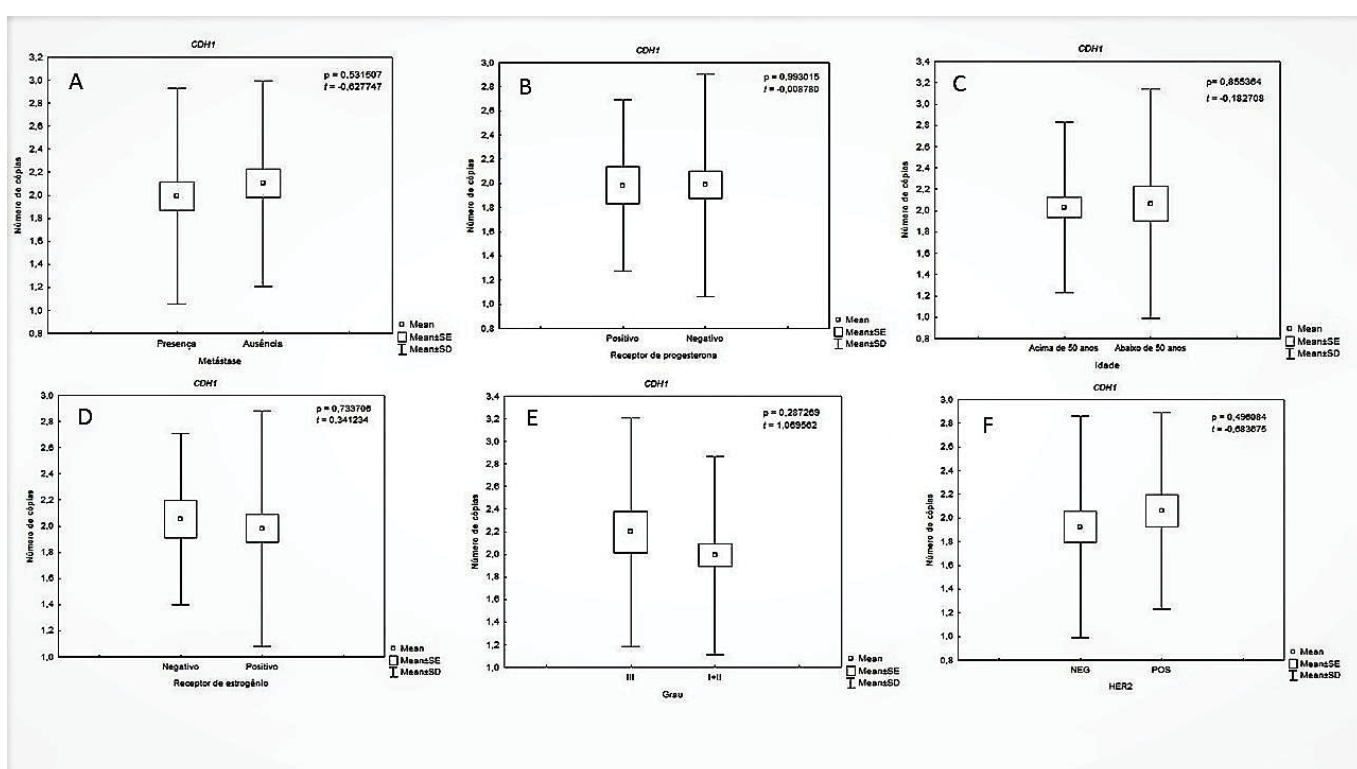 CDH1
A
p = 0,531507
t = -0,627747
3,2
3,0
2,8
2,6
2,4
2,2
2,0
1,8
1,6
1,4
1,2
1,0
0,8
Número de cópias
Presença Ausência
Metástase
Mean
Mean±SE
Mean±SD
CDH1
B
p = 0,993015
t = -0,008780
3,0
2,8
2,6
2,4
2,2
2,0
1,8
1,6
1,4
1,2
1,0
0,8
Número de cópias
Positivo Negativo
Receptor de progesterona
Mean
Mean±SE
Mean±SD
CDH1
C
p= 0,855364
t = -0,182708
3,4
3,2
3,0
2,8
2,6
2,4
2,2
2,0
1,8
1,6
1,4
1,2
1,0
0,8
Número de cópias
Acima de 50 anos Abaixo de 50 anos
Idade
Mean
Mean±SE
Mean±SD
CDH1
D
p = 0,733706
t = 0,341234
3,0
2,8
2,6
2,4
2,2
2,0
1,8
1,6
1,4
1,2
1,0
Número de cópias
Negativo Positivo
Receptor de estrogênio
Mean
Mean±SE
Mean±SD
CDH1
E
p = 0,287269
t = 1,069562
3,4
3,2
3,0
2,8
2,6
2,4
2,2
2,0
1,8
1,6
1,4
1,2
1,0
Número de cópias
III I+II
Grau
Mean
Mean±SE
Mean±SD
CDH1
F
p = 0,496084
t = -0,683675
3,0
2,8
2,6
2,4
2,2
2,0
1,8
1,6
1,4
1,2
1,0
0,8
Número de cópias
NEG POS
HER2
Mean
Mean±SE
Mean±SD